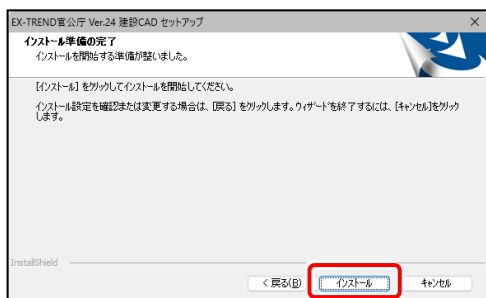 EX-TREND官公庁 Ver.24 建設CAD セットアップ
インストール準備の完了
インストールを開始する準備が整いました。
[インストール] をクリックしてインストールを開始してください。
インストール設定を確認または変更する場合は、[戻る] をクリックします。ウィザードを終了するには、[キャンセル]をクリック
します。
InstallShield
< 戻る(B)
インストール
キャンセル